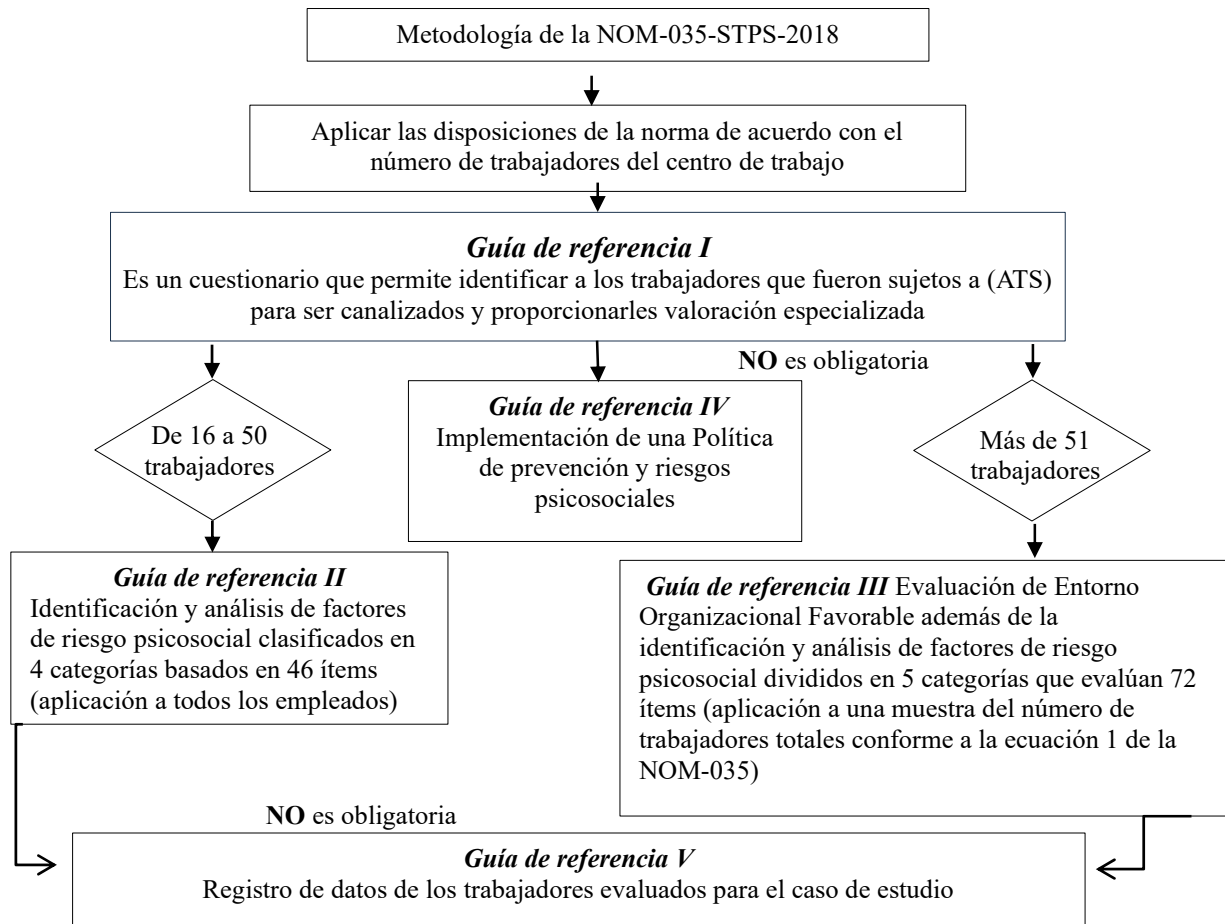 Metodología de la NOM-035-STPS-2018
Aplicar las disposiciones de la norma de acuerdo con el
número de trabajadores del centro de trabajo
Guía de referencia I
Es un cuestionario que permite identificar a los trabajadores que fueron sujetos a (ATS)
para ser canalizados y proporcionarles valoración especializada
NO es obligatoria
De 16 a 50
trabajadores
Guía de referencia IV
Implementación de una Política
de prevención y riesgos
psicosociales
Más de 51
trabajadores
Guía de referencia II
Identificación y análisis de factores
de riesgo psicosocial clasificados en
4 categorías basados en 46 ítems
(aplicación a todos los empleados)
Guía de referencia III Evaluación de Entorno
Organizacional Favorable además de la
identificación y análisis de factores de riesgo
psicosocial divididos en 5 categorías que evalúan 72
ítems (aplicación a una muestra del número de
trabajadores totales conforme a la ecuación 1 de la
NOM-035)
NO es obligatoria
Guía de referencia V
Registro de datos de los trabajadores evaluados para el caso de estudio